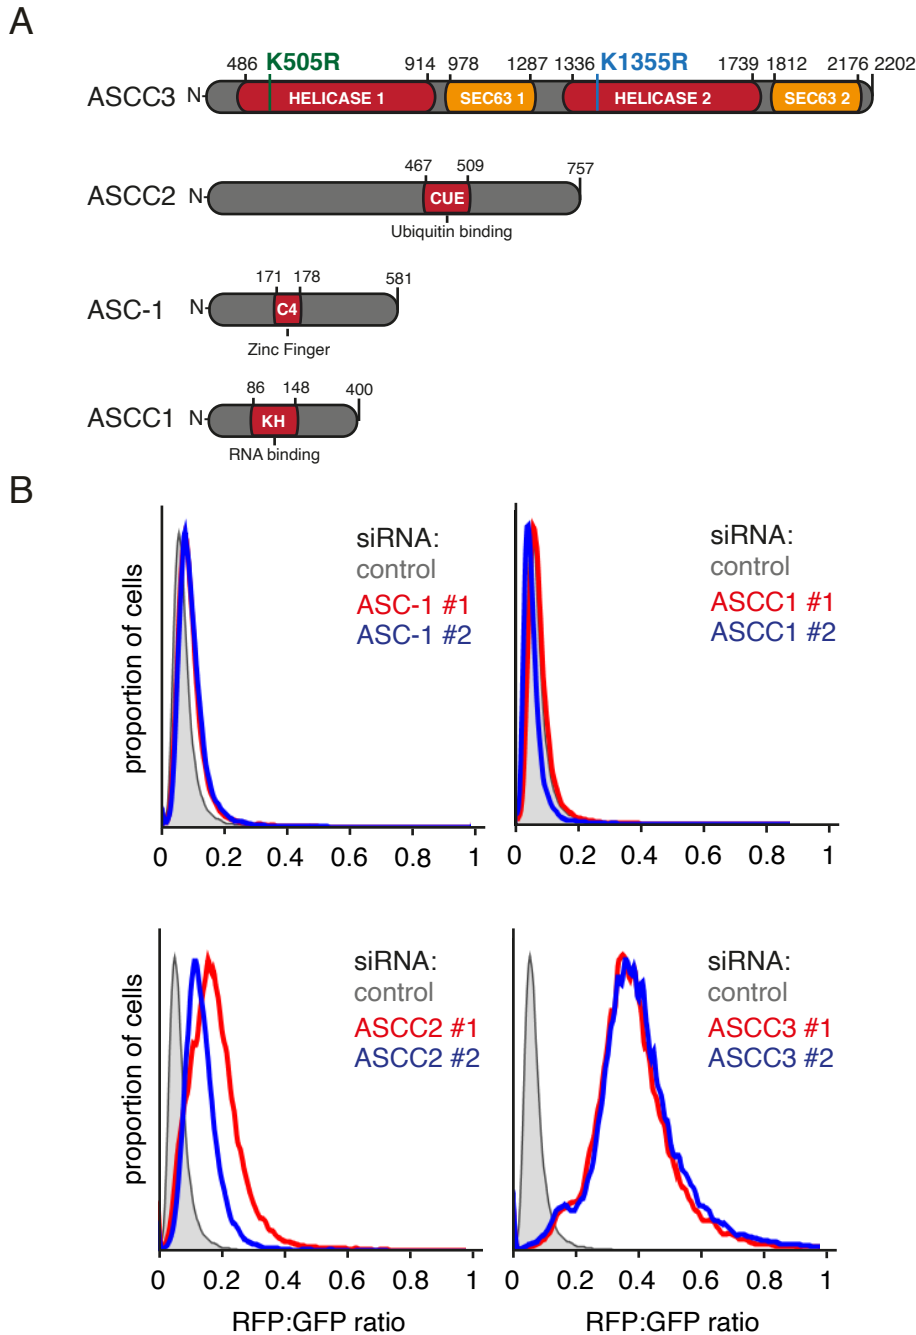 A
486 K505R 914 978 1287 1336 K1355R 1739 1812 2176 2202
ASCC3 N- HELICASE 1 SEC63 1 HELICASE 2 SEC63 2
467 509 757
ASCC2 N- CUE
Ubiquitin binding
171 178 581
ASC-1 N- C4
Zinc Finger
86 148 400
ASCC1 N- KH
RNA binding
B
proportion of cells
siRNA:
control
ASC-1 #1
ASC-1 #2
0 0.2 0.4 0.6 0.8 1
siRNA:
control
ASCC1 #1
ASCC1 #2
0 0.2 0.4 0.6 0.8 1
proportion of cells
siRNA:
control
ASCC2 #1
ASCC2 #2
0 0.2 0.4 0.6 0.8 1
RFP:GFP ratio
siRNA:
control
ASCC3 #1
ASCC3 #2
0 0.2 0.4 0.6 0.8 1
RFP:GFP ratio